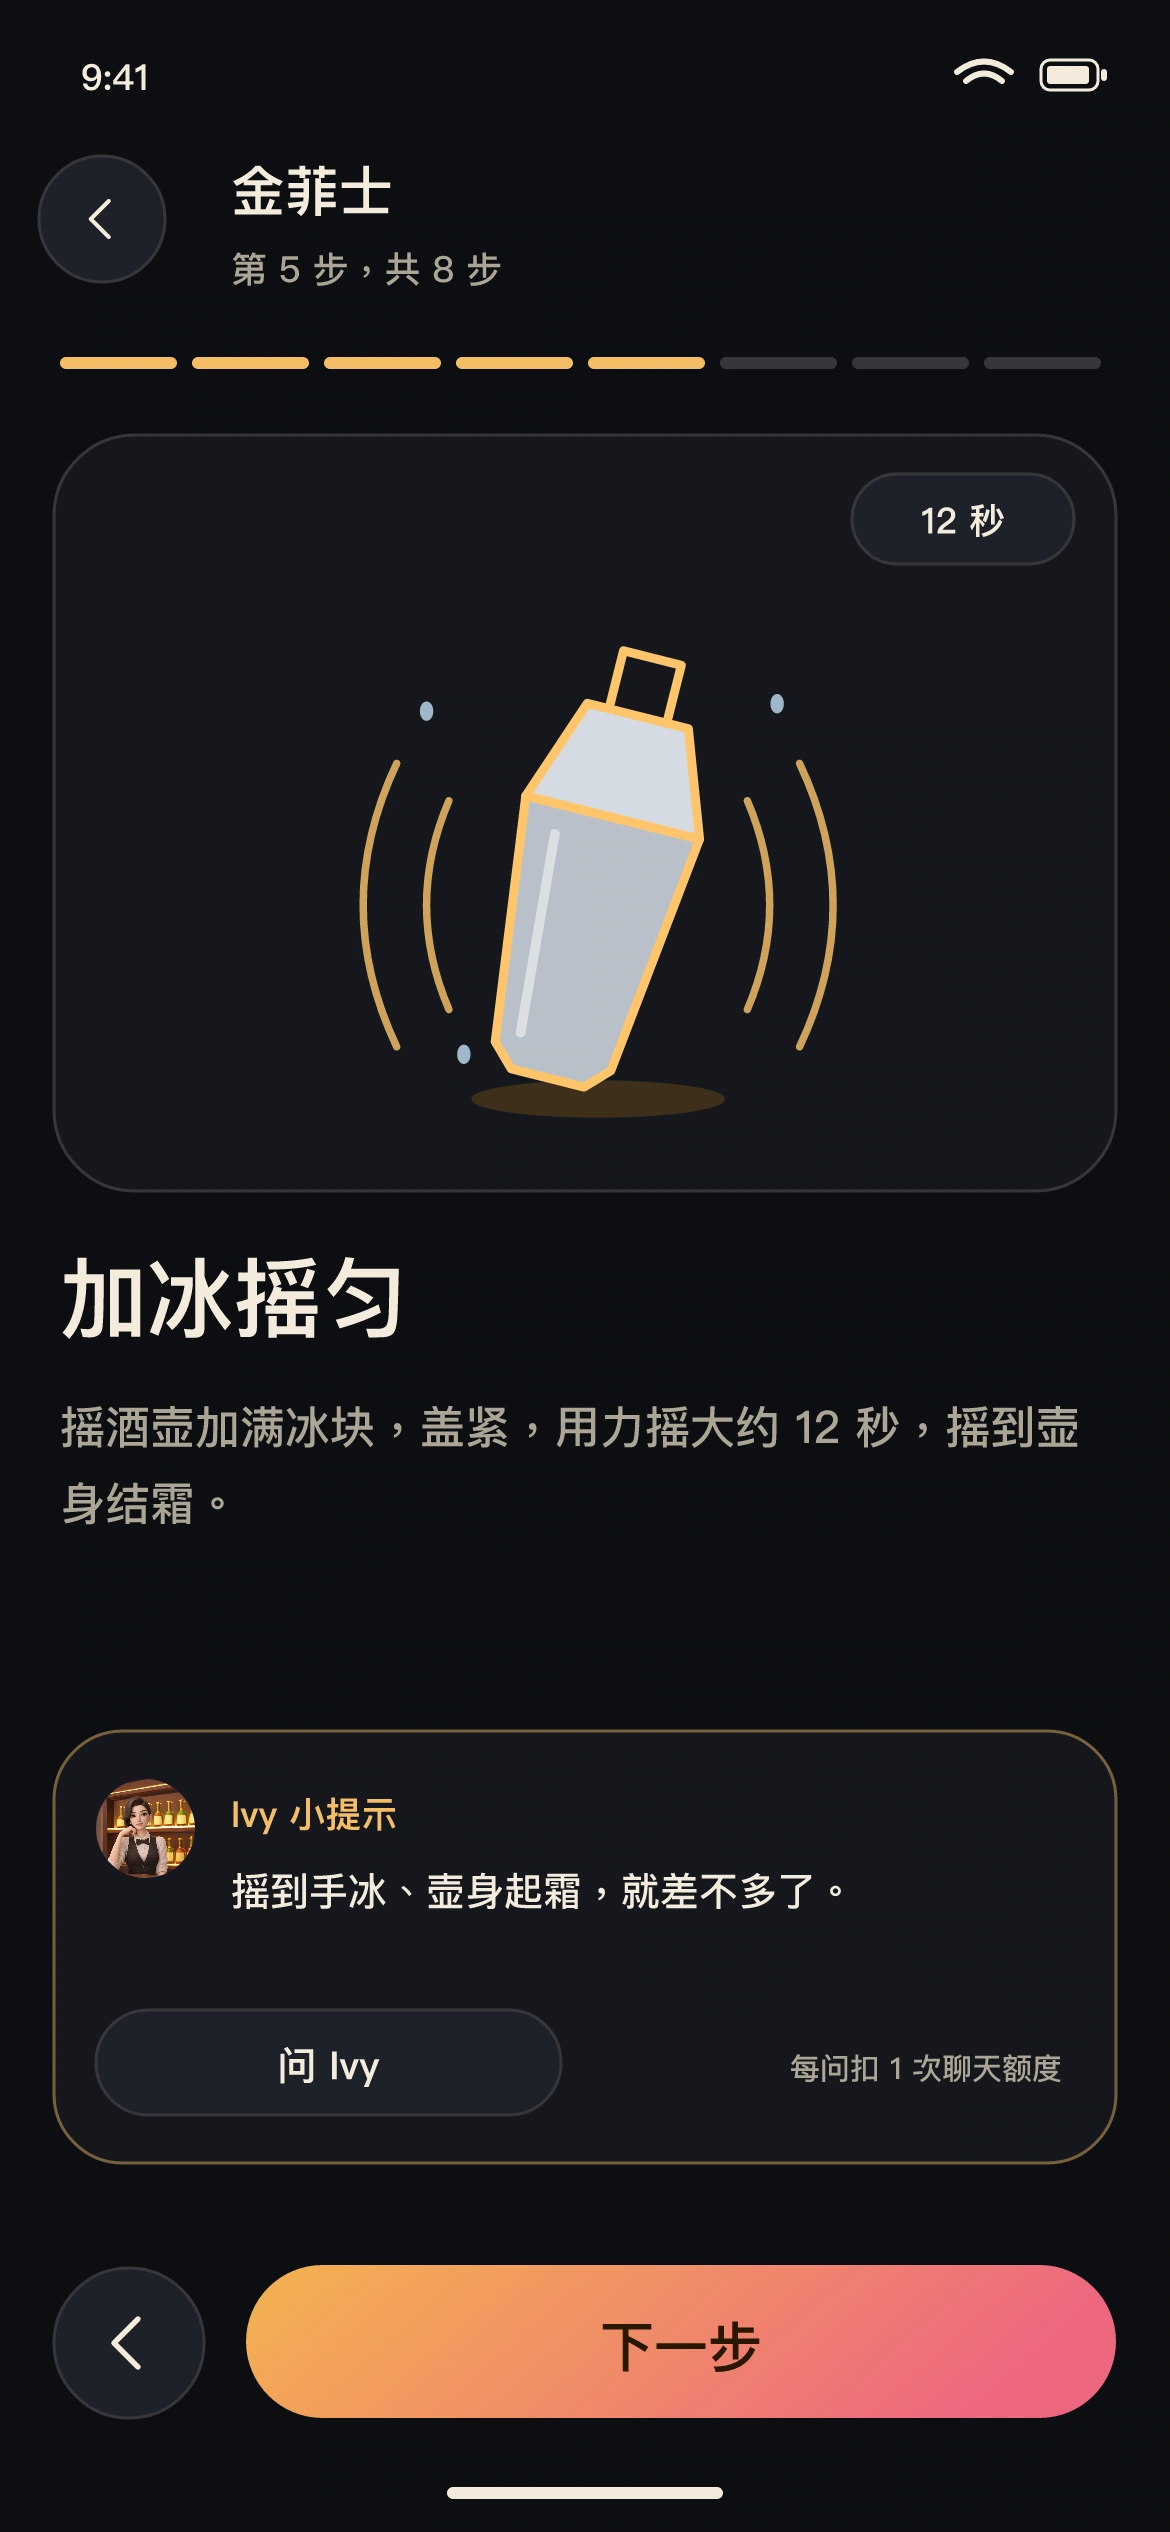 9:41
金菲士
第 5 步，共 8 步
12 秒
加冰摇匀
摇酒壶加满冰块，盖紧，用力摇大约 12 秒，摇到壶
身结霜。
Ivy 小提示
摇到手冰、壶身起霜，就差不多了。
问 Ivy
每问扣 1 次聊天额度
下一步